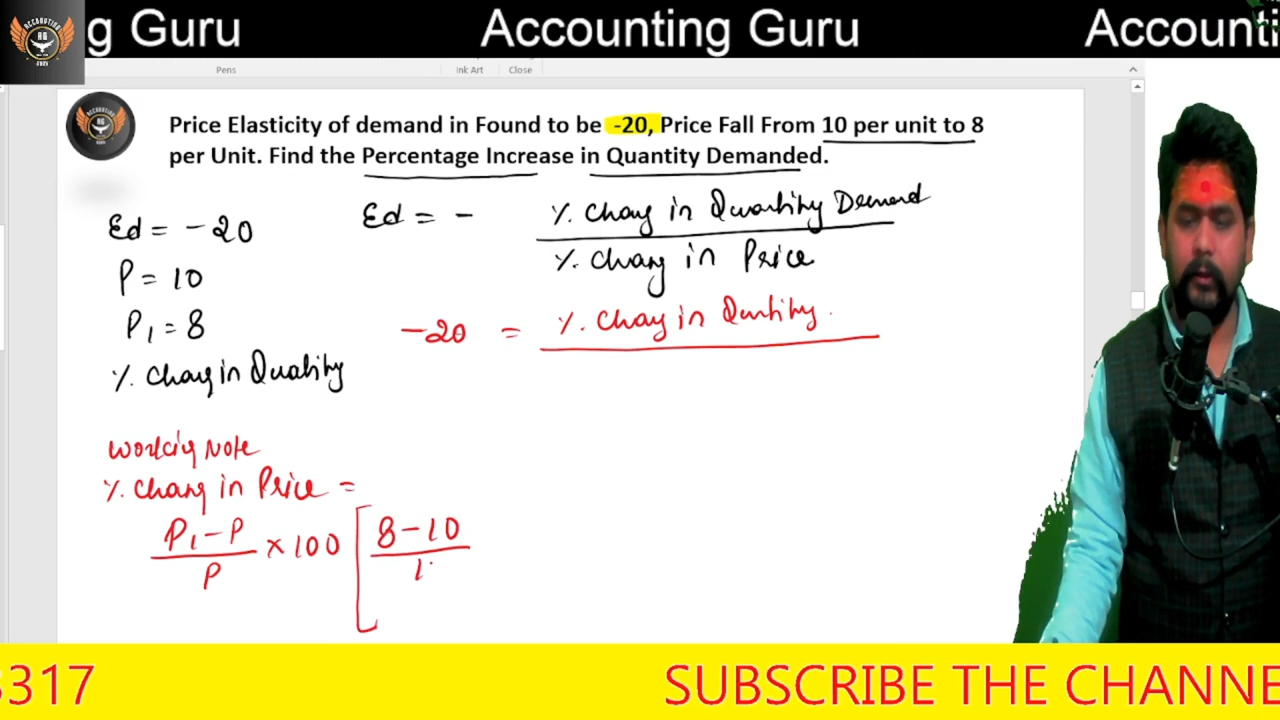 g Guru Accounting Guru Accounti
Pens Ink Art Close
Price Elasticity of demand in Found to be -20, Price Fall From 10 per unit to 8
per Unit. Find the Percentage Increase in Quantity Demanded.
Ed = - 20
P = 10
P₁ = 8
Ed = - % Chang in Quantity Demand
% Chang in Price
-20 = % Chang in Quntity.
% Chang in Quality
Working Note
% Chang in Price =
P₁ - P
P
× 100 [
8 - 10
1
3317
SUBSCRIBE THE CHANNE